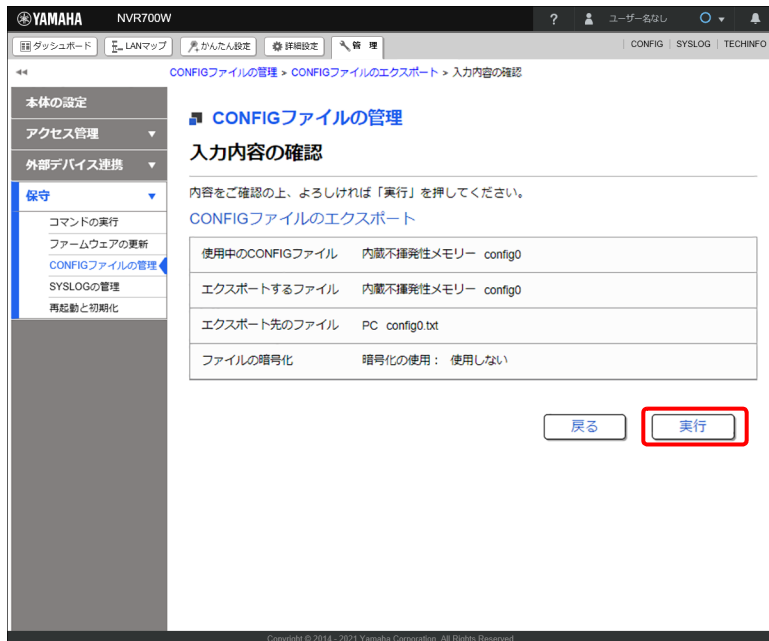 YAMAHA NVR700W ? ユーザー名なし
ダッシュボード LANマップ かんたん設定 詳細設定 管 理 CONFIG SYSLOG TECHINFO
CONFIGファイルの管理 > CONFIGファイルのエクスポート > 入力内容の確認
本体の設定
アクセス管理
外部デバイス連携
保守
コマンドの実行
ファームウェアの更新
CONFIGファイルの管理
SYSLOGの管理
再起動と初期化
CONFIGファイルの管理
入力内容の確認
内容をご確認の上、よろしければ「実行」を押してください。
CONFIGファイルのエクスポート
使用中のCONFIGファイル 内蔵不揮発性メモリー config0
エクスポートするファイル 内蔵不揮発性メモリー config0
エクスポート先のファイル PC config0.txt
ファイルの暗号化 暗号化の使用： 使用しない
戻る 実行
Copyright © 2014 - 2021 Yamaha Corporation. All Rights Reserved.